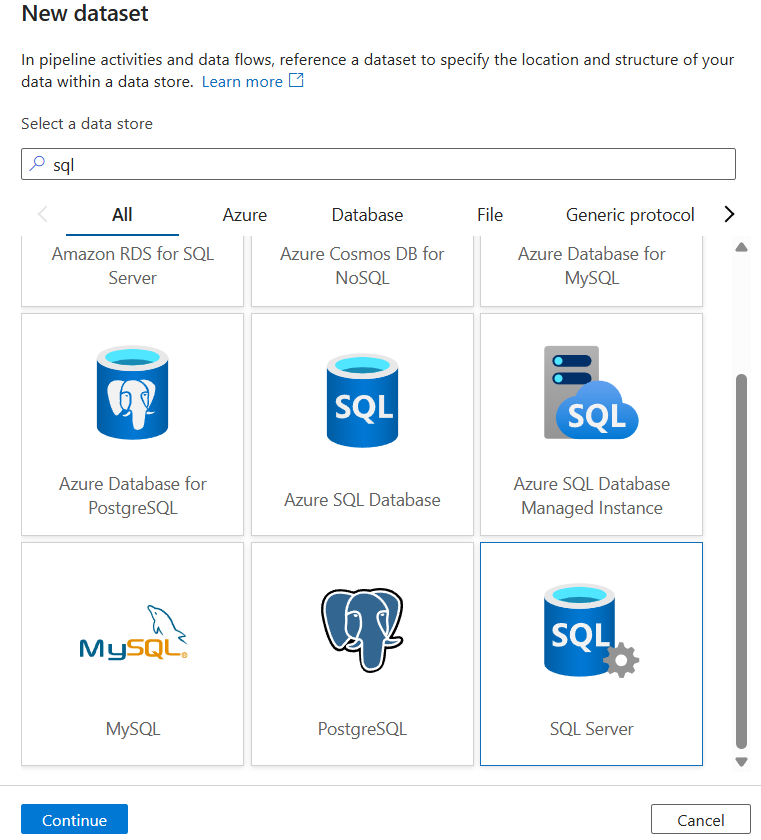 New dataset
In pipeline activities and data flows, reference a dataset to specify the location and structure of your
data within a data store. Learn more
Select a data store
sql
All Azure Database File Generic protocol
Amazon RDS for SQL
Server
Azure Cosmos DB for
NoSQL
Azure Database for
MySQL
SQL
SQL
Azure Database for
PostgreSQL
Azure SQL Database
Azure SQL Database
Managed Instance
MySQL
SQL
MySQL
PostgreSQL
SQL Server
Continue
Cancel